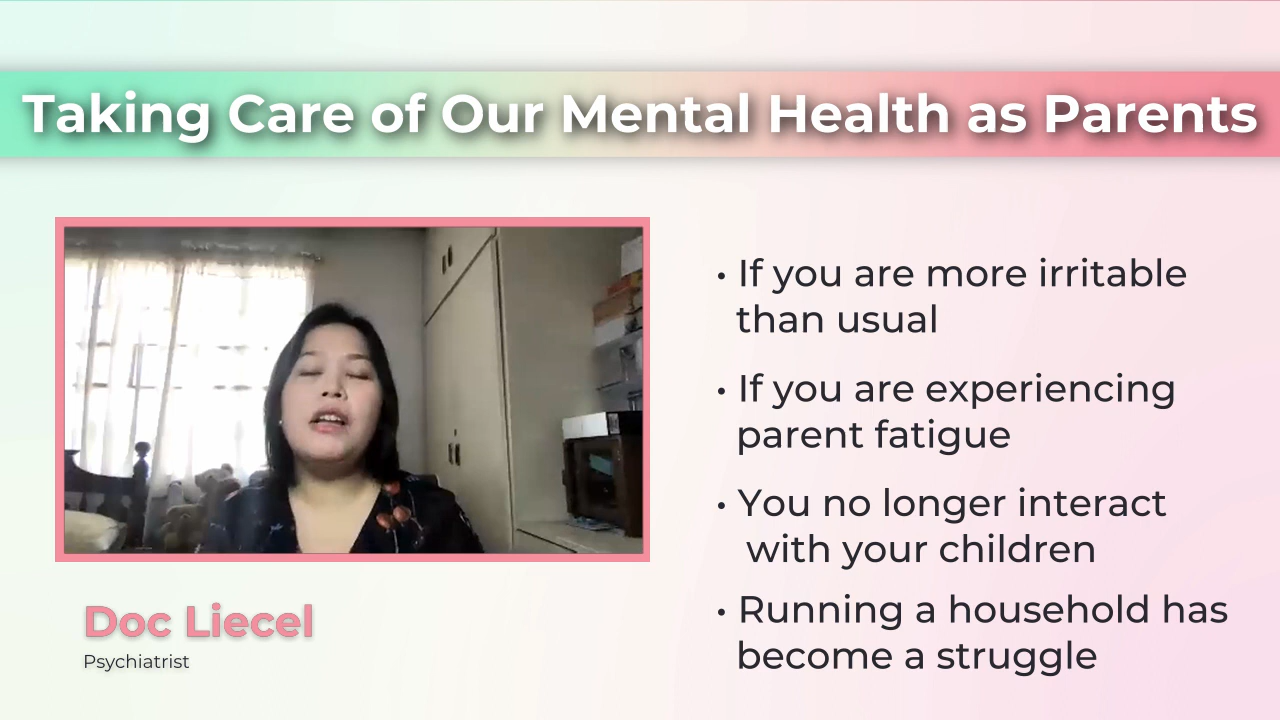 Taking Care of Our Mental Health as Parents
• If you are more irritable
than usual
• If you are experiencing
parent fatigue
• You no longer interact
with your children
• Running a household has
become a struggle
Doc Liecel
Psychiatrist